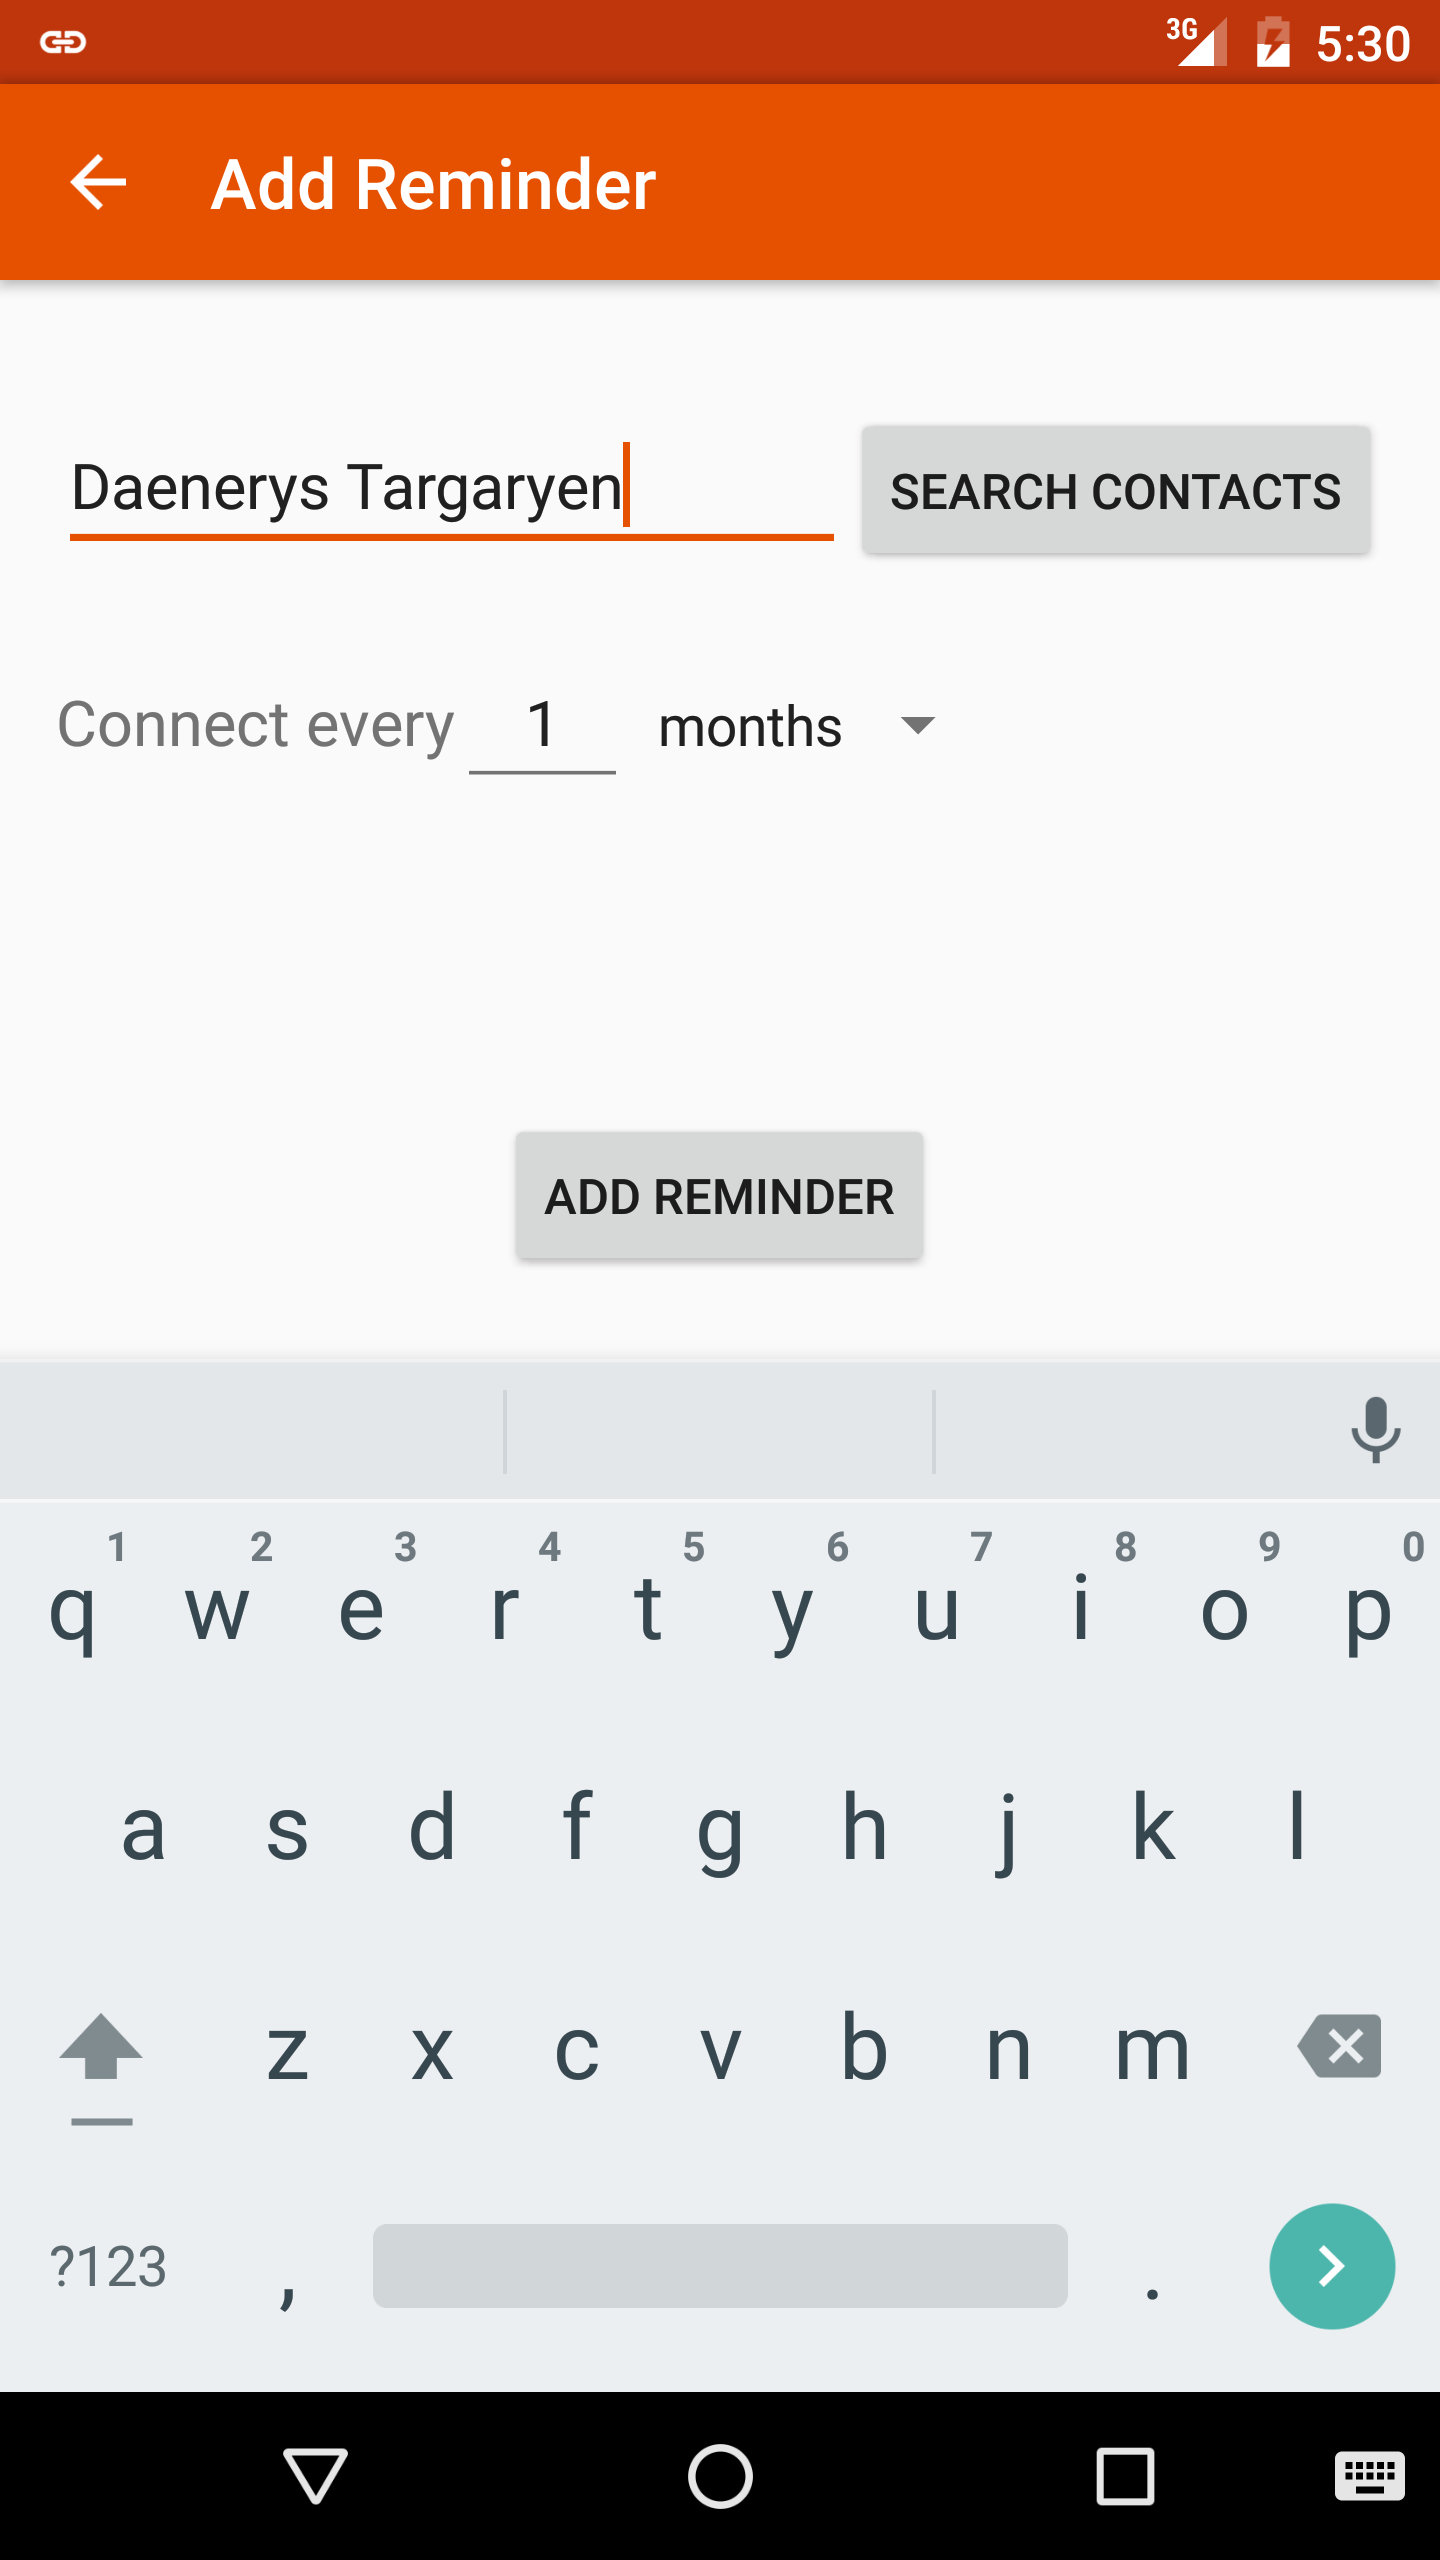 3G 5:30
Add Reminder
Daenerys Targaryen SEARCH CONTACTS
Connect every 1 months
ADD REMINDER
1 2 3 4 5 6 7 8 9 0
q w e r t y u i o p
a s d f g h j k l
z x c v b n m
?123 , .